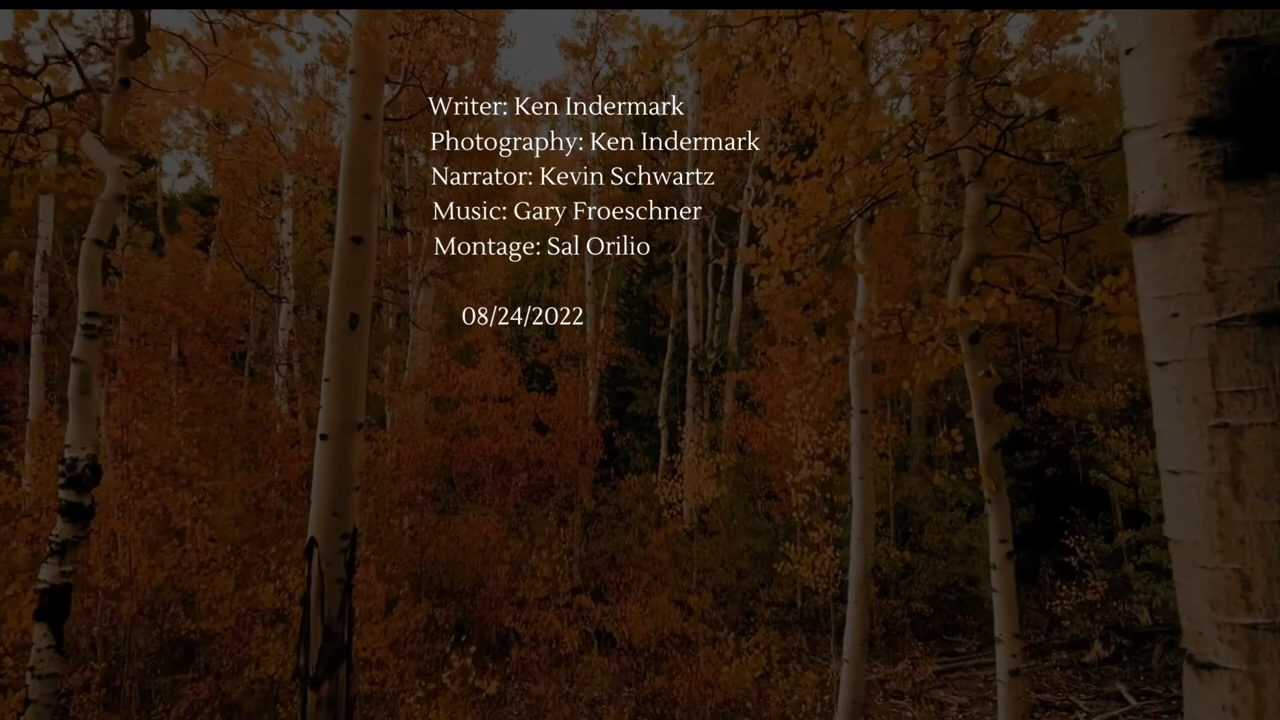 Writer: Ken Indermark
Photography: Ken Indermark
Narrator: Kevin Schwartz
Music: Gary Froeschner
Montage: Sal Orilio
08/24/2022